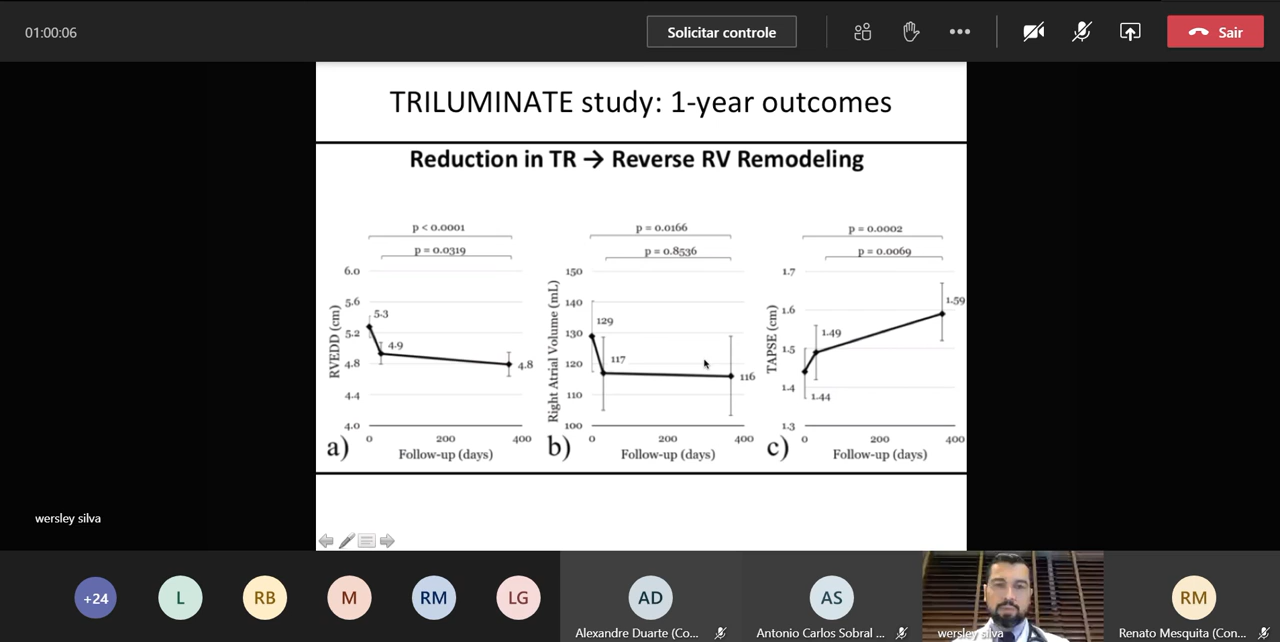 01:00:06
Solicitar controle
Sair
TRILUMINATE study: 1-year outcomes
Reduction in TR → Reverse RV Remodeling
p < 0.0001
p = 0.0319
6.0
5.6
5.2
4.8
4.4
4.0
RVEDD (cm)
5.3
4.9
4.8
0
200
400
a)
Follow-up (days)
p = 0.0166
p = 0.8536
150
140
130
120
110
100
Right Atrial Volume (mL)
129
117
116
0
200
400
b)
Follow-up (days)
p = 0.0002
p = 0.0069
1.7
1.6
1.5
1.4
1.3
TAPSE (cm)
1.59
1.49
1.44
0
200
400
c)
Follow-up (days)
wersley silva
+24
L
RB
M
RM
LG
AD
Alexandre Duarte (Co...
AS
Antonio Carlos Sobral ...
wersley silva
RM
Renato Mesquita (Con...